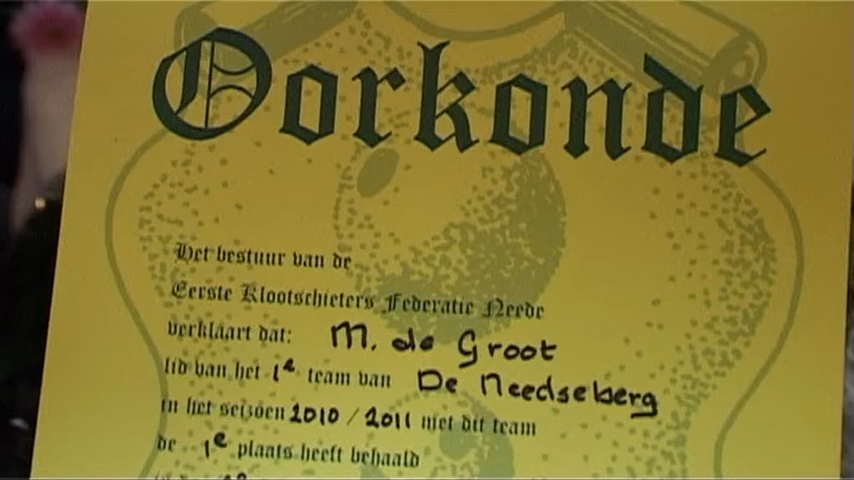 Oorkonde
Het bestuur van de
Eerste Klootschieters Federatie Neede
verklaart dat: M. de Groot
lid van het 1e team van De Needseberg
in het seizoen 2010 / 2011 met dit team
de 1e plaats heeft behaald